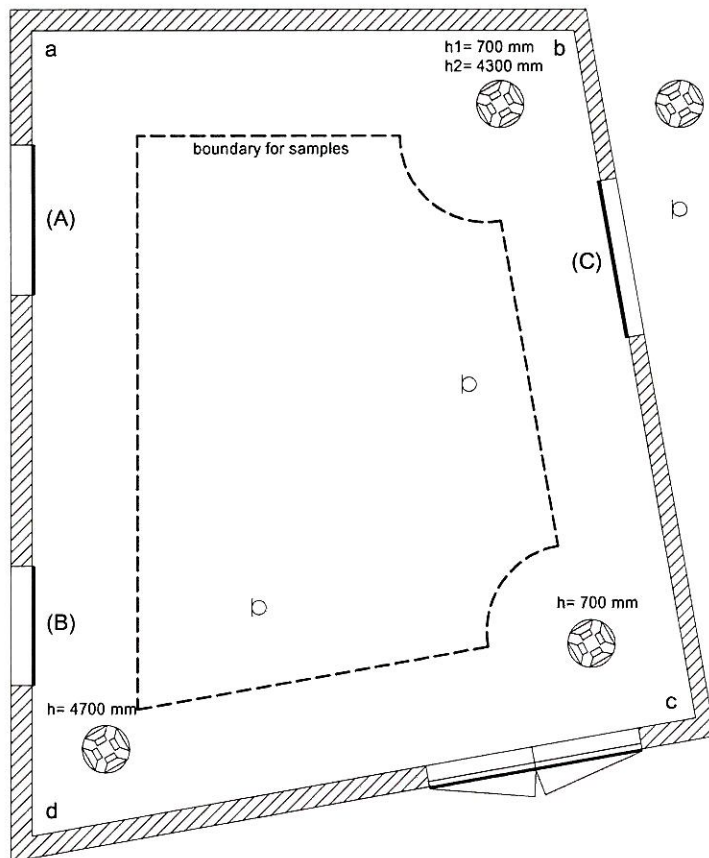 a
b
h1= 700 mm
h2= 4300 mm
boundary for samples
(A)
(C)
(B)
h= 700 mm
h= 4700 mm
c
d